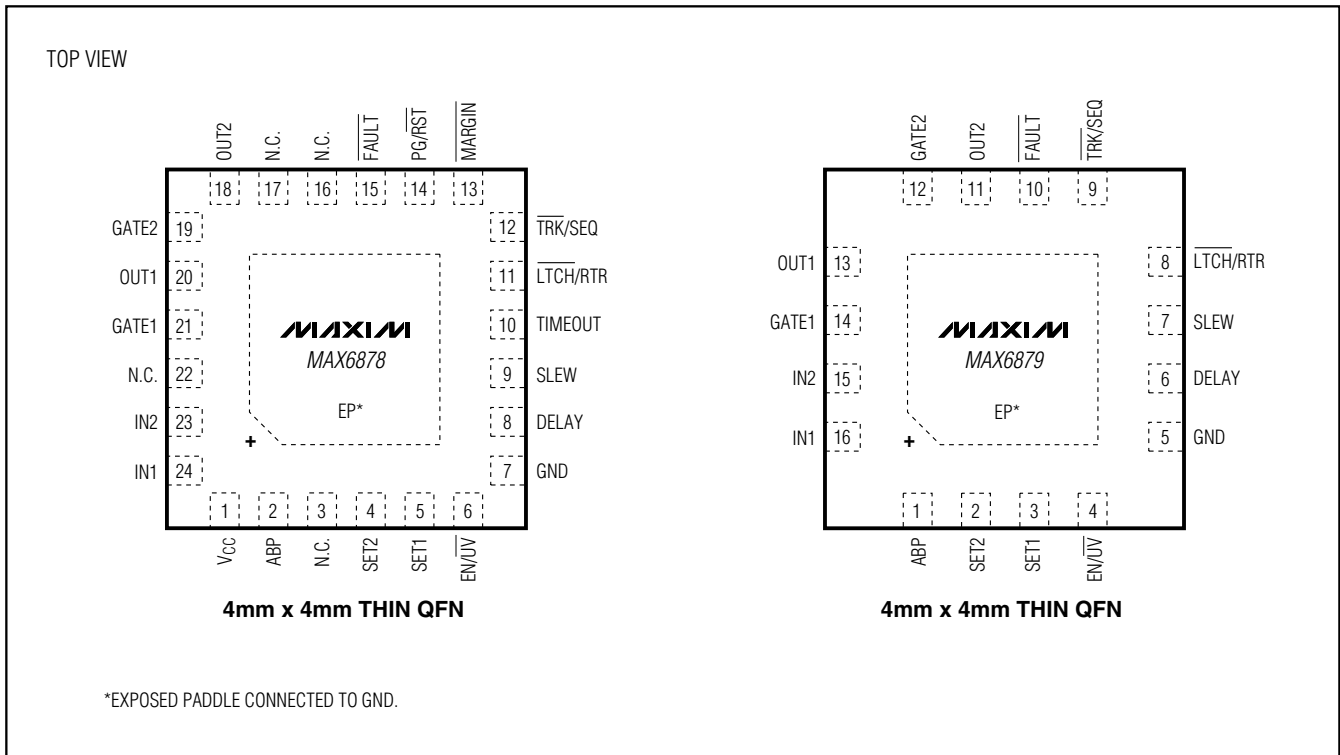 TOP VIEW
OUT2
N.C.
N.C.
FAULT
PG/RST
MARGIN
18
17
16
15
14
13
GATE2 19
12 TRK/SEQ
OUT1 20
11 LTCH/RTR
GATE1 21
10 TIMEOUT
N.C. 22
9 SLEW
IN2 23
8 DELAY
IN1 24
7 GND
MAXIM
MAX6878
EP*
+
1
2
3
4
5
6
VCC
ABP
N.C.
SET2
SET1
EN/UV
4mm x 4mm THIN QFN
GATE2
OUT2
FAULT
TRK/SEQ
12
11
10
9
OUT1 13
8 LTCH/RTR
GATE1 14
7 SLEW
IN2 15
6 DELAY
IN1 16
5 GND
MAXIM
MAX6879
EP*
+
1
2
3
4
ABP
SET2
SET1
EN/UV
4mm x 4mm THIN QFN
*EXPOSED PADDLE CONNECTED TO GND.